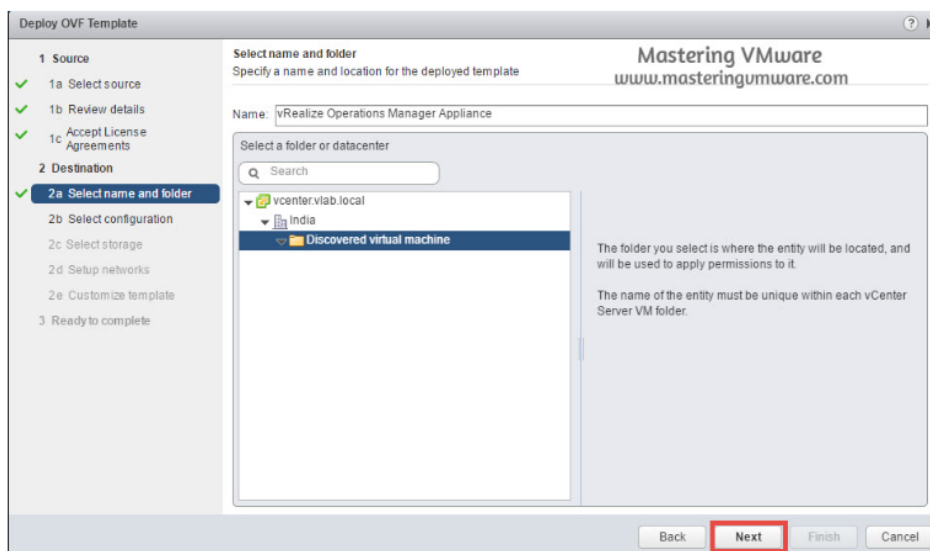 Deploy OVF Template
?
1 Source
1a Select source
1b Review details
1c Accept License
Agreements
2 Destination
2a Select name and folder
2b Select configuration
2c Select storage
2d Setup networks
2e Customize template
3 Ready to complete
Select name and folder
Specify a name and location for the deployed template
Mastering VMware
www.masteringvmware.com
Name: vRealize Operations Manager Appliance
Select a folder or datacenter
Search
vcenter.vlab.local
India
Discovered virtual machine
The folder you select is where the entity will be located, and
will be used to apply permissions to it.
The name of the entity must be unique within each vCenter
Server VM folder.
Back
Next
Finish
Cancel